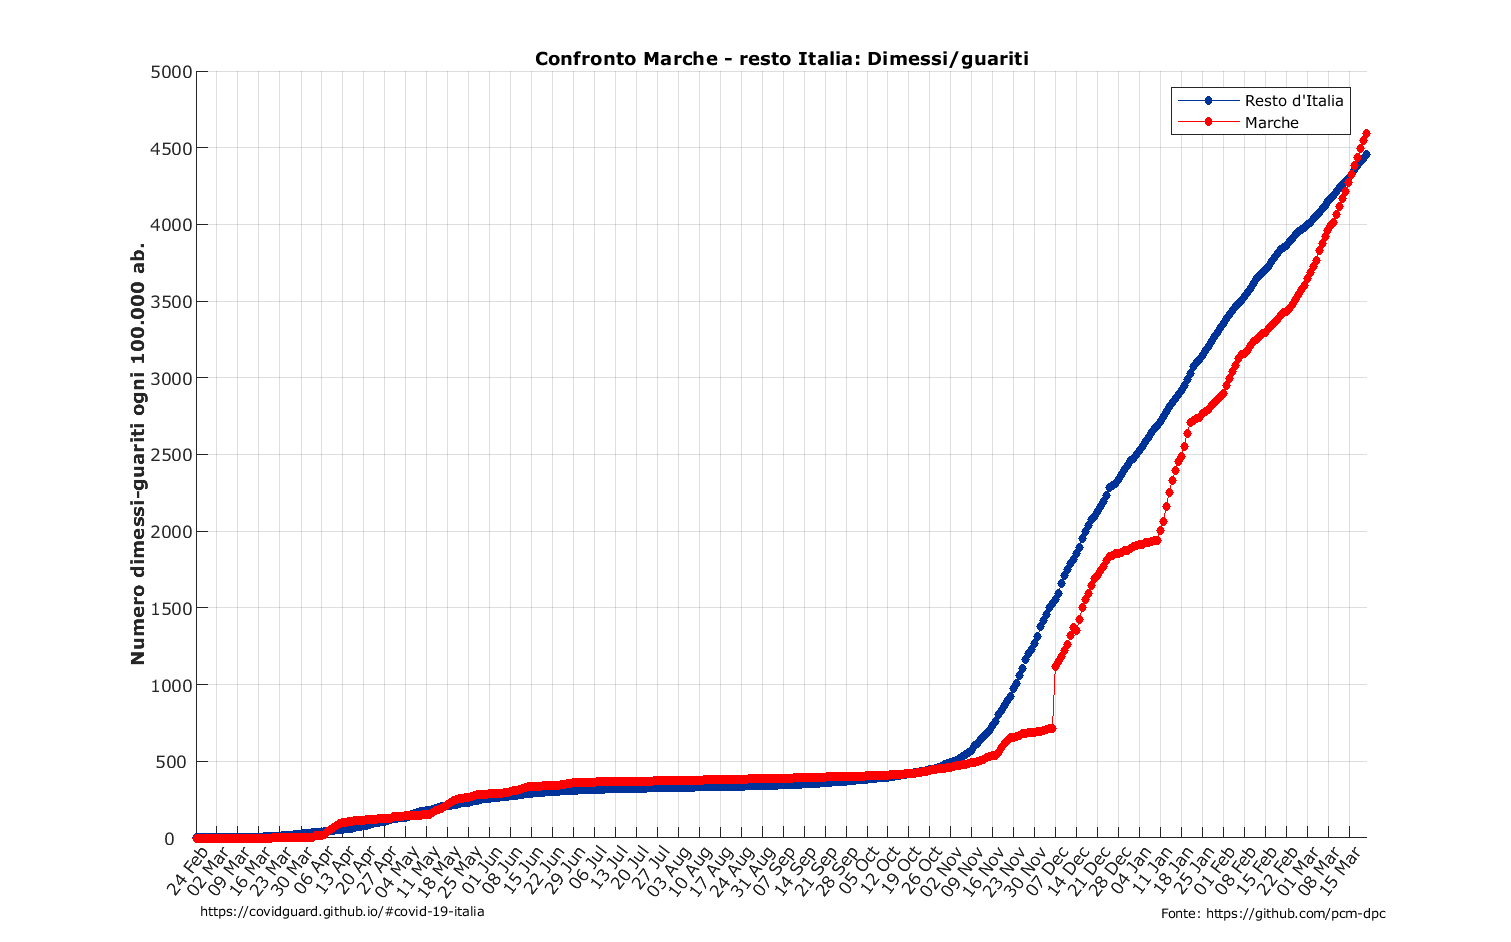 Confronto Marche - resto Italia: Dimessi/guariti
Resto d'Italia
Marche
Numero dimessi-guariti ogni 100.000 ab.
5000
4500
4000
3500
3000
2500
2000
1500
1000
500
0
24 Feb
02 Mar
09 Mar
16 Mar
23 Mar
30 Mar
06 Apr
13 Apr
20 Apr
27 Apr
04 May
11 May
18 May
25 May
01 Jun
08 Jun
15 Jun
22 Jun
29 Jun
06 Jul
13 Jul
20 Jul
27 Jul
03 Aug
10 Aug
17 Aug
24 Aug
31 Aug
07 Sep
14 Sep
21 Sep
28 Sep
05 Oct
12 Oct
19 Oct
26 Oct
02 Nov
09 Nov
16 Nov
23 Nov
30 Nov
07 Dec
14 Dec
21 Dec
28 Dec
04 Jan
11 Jan
18 Jan
25 Jan
01 Feb
08 Feb
15 Feb
22 Feb
01 Mar
08 Mar
15 Mar
https://covidguard.github.io/#covid-19-italia
Fonte: https://github.com/pcm-dpc